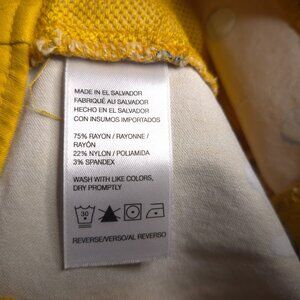 MADE IN EL SALVADOR
FABRIQUÉ AU SALVADOR
HECHO EN EL SALVADOR
CON INSUMOS IMPORTADOS
75% RAYON / RAYONNE /
RAYÓN
22% NYLON / POLIAMIDA
3% SPANDEX
WASH WITH LIKE COLORS,
DRY PROMPTLY
30
REVERSE/VERSO/AL REVERSO